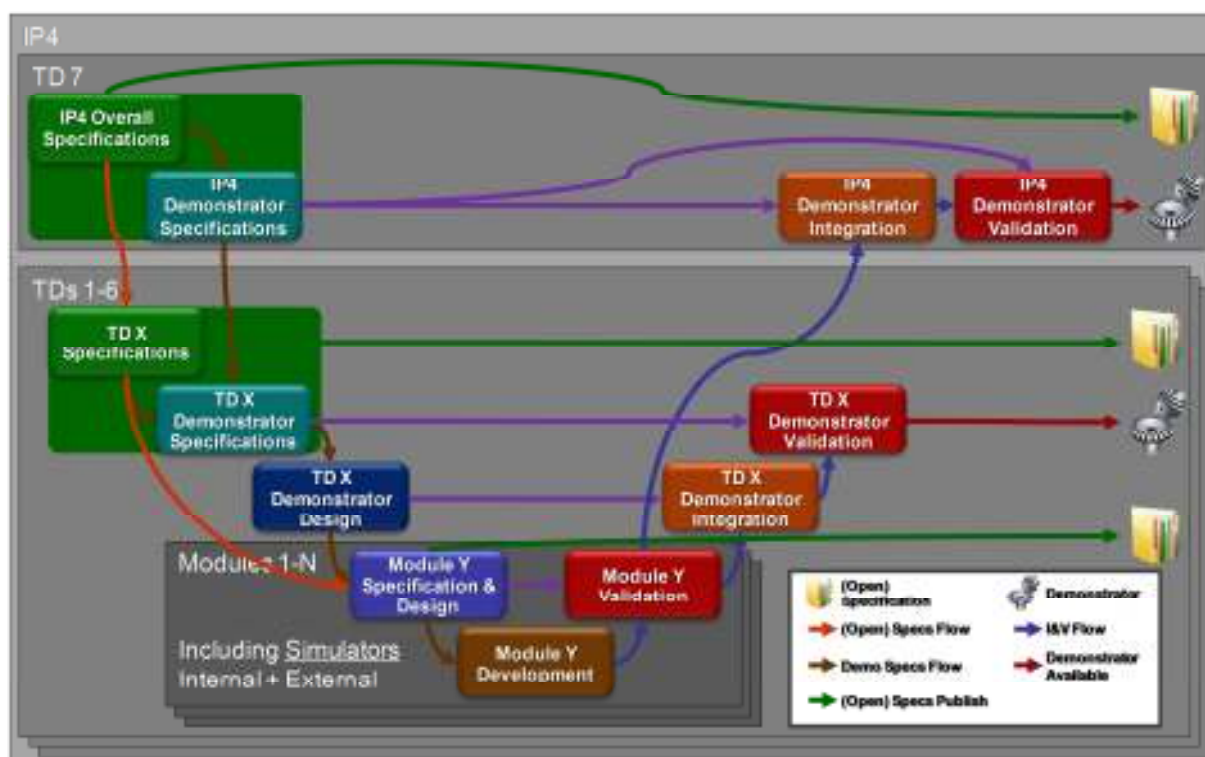 IP4
TD 7
IP4 Overall
Specifications
IP4
Demonstrator
Specifications
IP4
Demonstrator
Integration
IP4
Demonstrator
Validation
TDs 1-6
TD X
Specifications
TD X
Demonstrator
Specifications
TD X
Demonstrator
Validation
TD X
Demonstrator
Design
TD X
Demonstrator
Integration
Modules 1-N
Module Y
Specification &
Design
Module Y
Validation
Including Simulators
Internal + External
Module Y
Development
(Open)
Specification
Demonstrator
(Open) Specs Flow
I&V Flow
Demo Specs Flow
Demonstrator
Available
(Open) Specs Publish